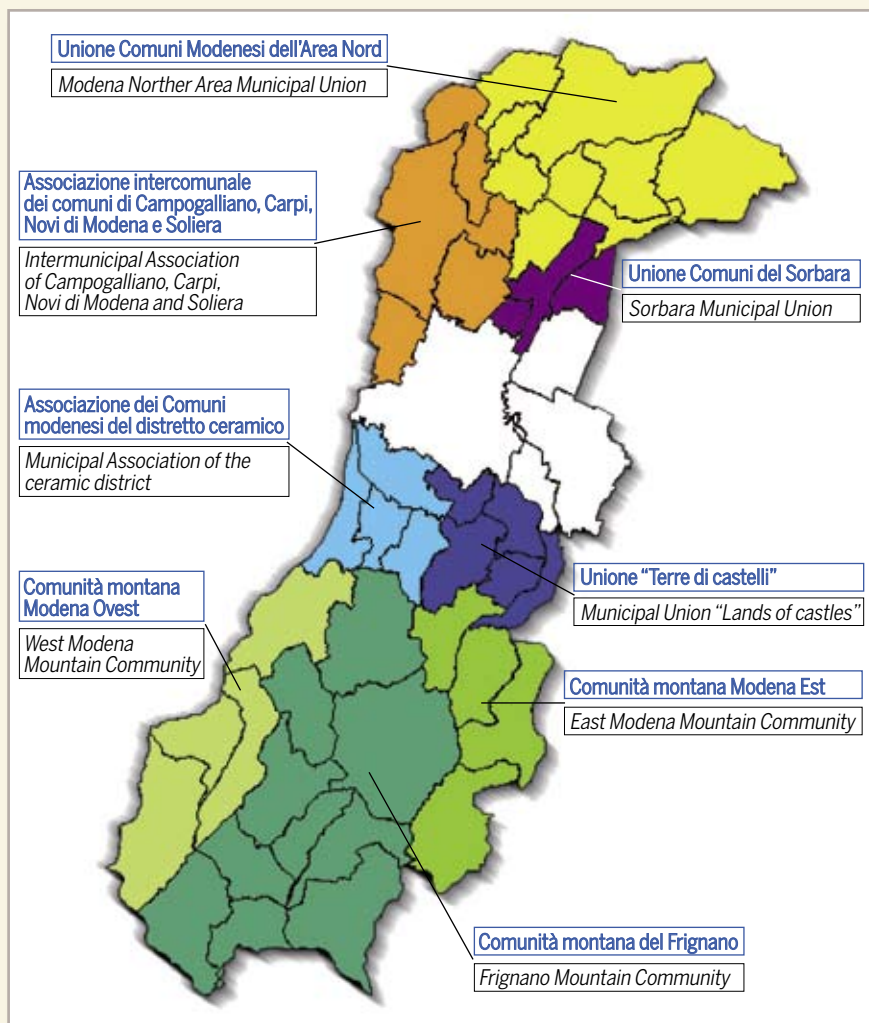 Unione Comuni Modenesi dell'Area Nord
Modena Norther Area Municipal Union
Associazione intercomunale
dei comuni di Campogalliano, Carpi,
Novi di Modena e Soliera
Intermunicipal Association
of Campogalliano, Carpi,
Novi di Modena and Soliera
Unione Comuni del Sorbara
Sorbara Municipal Union
Associazione dei Comuni
modenesi del distretto ceramico
Municipal Association of the
ceramic district
Unione “Terre di castelli”
Municipal Union “Lands of castles”
Comunità montana
Modena Ovest
West Modena
Mountain Community
Comunità montana Modena Est
East Modena Mountain Community
Comunità montana del Frignano
Frignano Mountain Community